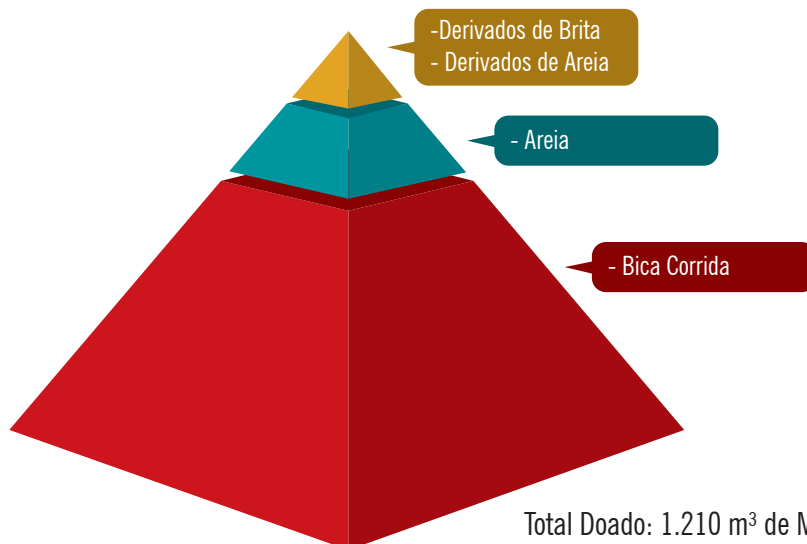 -Derivados de Brita
- Derivados de Areia
- Areia
- Bica Corrida
Total Doado: 1.210 m³ de